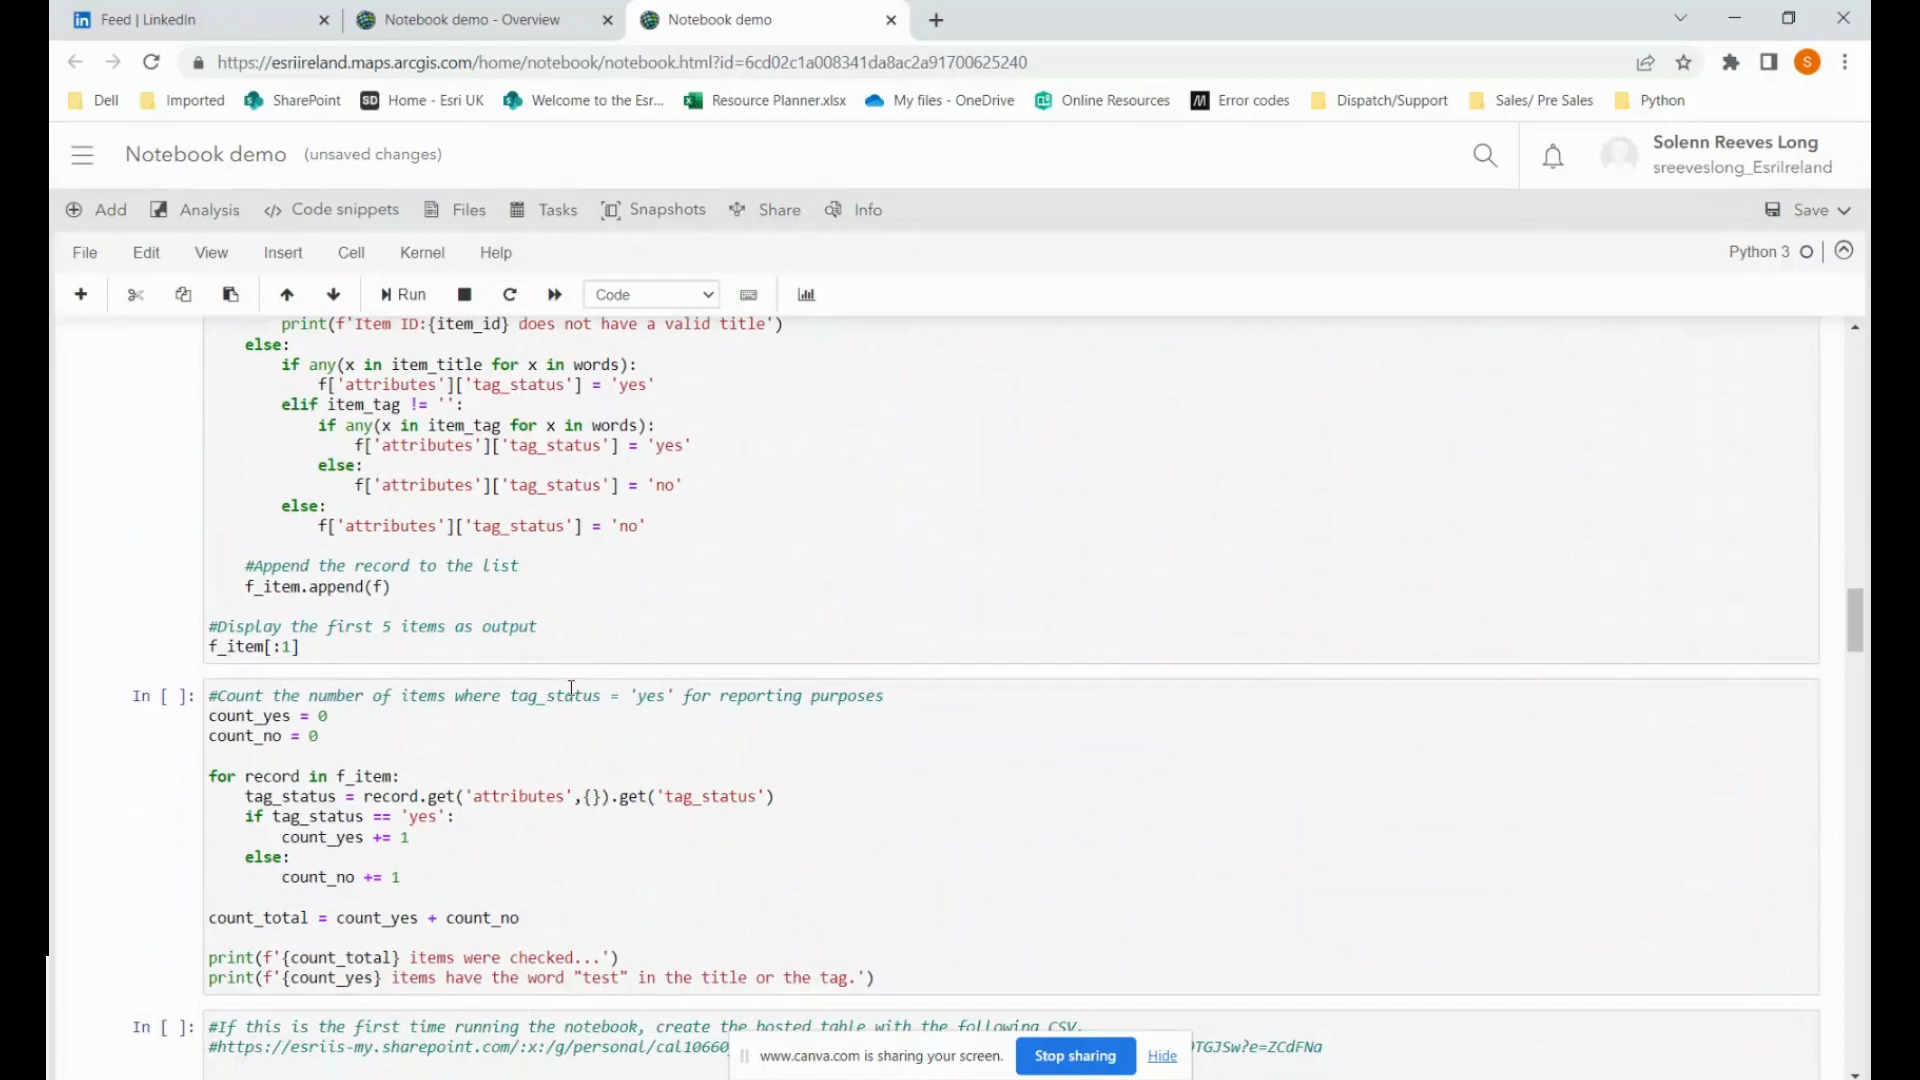 Feed | LinkedIn
Notebook demo - Overview
Notebook demo
https://esriireland.maps.arcgis.com/home/notebook/notebook.html?id=6cd02c1a008341da8ac2a91700625240
S
Dell
Imported
SharePoint
SD Home - Esri UK
Welcome to the Esr...
Resource Planner.xlsx
My files - OneDrive
Online Resources
Error codes
Dispatch/Support
Sales/ Pre Sales
Python
Notebook demo (unsaved changes)
Solenn Reeves Long
sreeveslong_EsriIreland
Add
Analysis
Code snippets
Files
Tasks
Snapshots
Share
Info
Save
File
Edit
View
Insert
Cell
Kernel
Help
Python 3
Run
Code
print(f'Item ID:{item_id} does not have a valid title')
else:
if any(x in item_title for x in words):
f['attributes']['tag_status'] = 'yes'
elif item_tag != '':
if any(x in item_tag for x in words):
f['attributes']['tag_status'] = 'yes'
else:
f['attributes']['tag_status'] = 'no'
else:
f['attributes']['tag_status'] = 'no'
#Append the record to the list
f_item.append(f)
#Display the first 5 items as output
f_item[:1]
In [ ]:
#Count the number of items where tag_status = 'yes' for reporting purposes
count_yes = 0
count_no = 0
for record in f_item:
tag_status = record.get('attributes',{}).get('tag_status')
if tag_status == 'yes':
count_yes += 1
else:
count_no += 1
count_total = count_yes + count_no
print(f'{count_total} items were checked...')
print(f'{count_yes} items have the word "test" in the title or the tag.')
In [ ]:
#If this is the first time running the notebook, create the hosted table with the following CSV.
#https://esriis-my.sharepoint.com/:x:/g/personal/cal10660
TGJSw?e=ZCdFNa
www.canva.com is sharing your screen.
Stop sharing
Hide